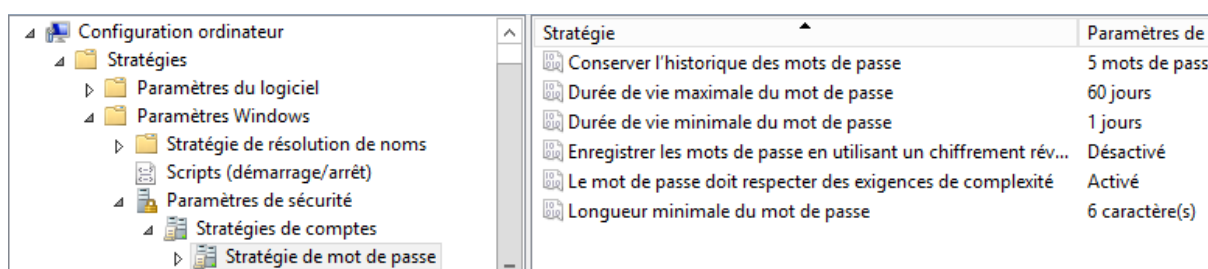 Configuration ordinateur
Stratégies
Paramètres du logiciel
Paramètres Windows
Stratégie de résolution de noms
Scripts (démarrage/arrêt)
Paramètres de sécurité
Stratégies de comptes
Stratégie de mot de passe
Stratégie Paramètres de
Conserver l'historique des mots de passe 5 mots de pass
Durée de vie maximale du mot de passe 60 jours
Durée de vie minimale du mot de passe 1 jours
Enregistrer les mots de passe en utilisant un chiffrement rév... Désactivé
Le mot de passe doit respecter des exigences de complexité Activé
Longueur minimale du mot de passe 6 caractère(s)